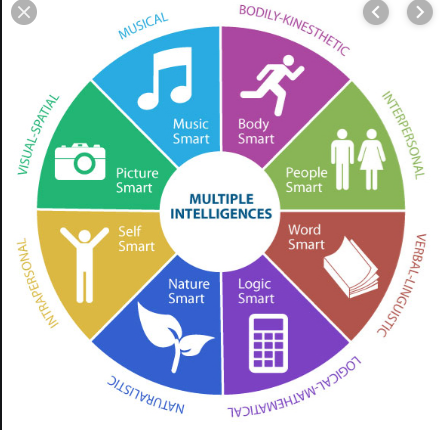 MULTIPLE
INTELLIGENCES
MUSICAL
Music
Smart
BODILY-KINESTHETIC
Body
Smart
INTERPERSONAL
People
Smart
VERBAL-LINGUISTIC
Word
Smart
LOGICAL-MATHEMATICAL
Logic
Smart
NATURALISTIC
Nature
Smart
INTRAPERSONAL
Self
Smart
VISUAL-SPATIAL
Picture
Smart